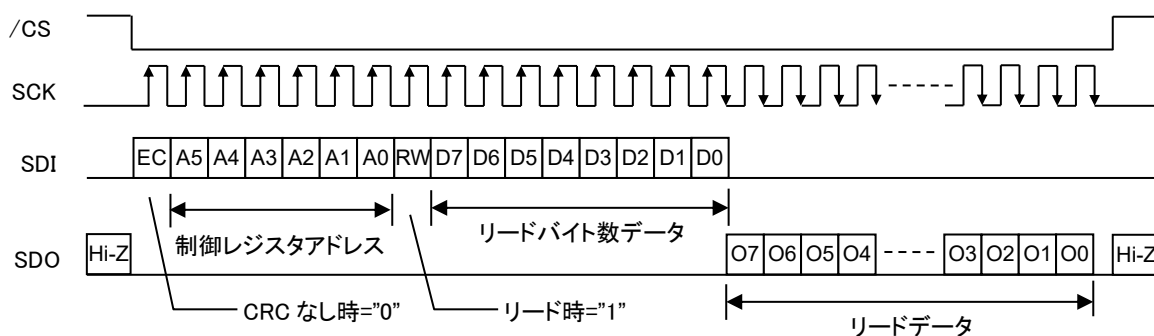 /CS
SCK
SDI EC A5 A4 A3 A2 A1 A0 RW D7 D6 D5 D4 D3 D2 D1 D0
制御レジスタアドレス
リードバイト数データ
SDO Hi-Z O7 O6 O5 O4 O3 O2 O1 O0 Hi-Z
CRC なし時="0"
リード時="1"
リードデータ